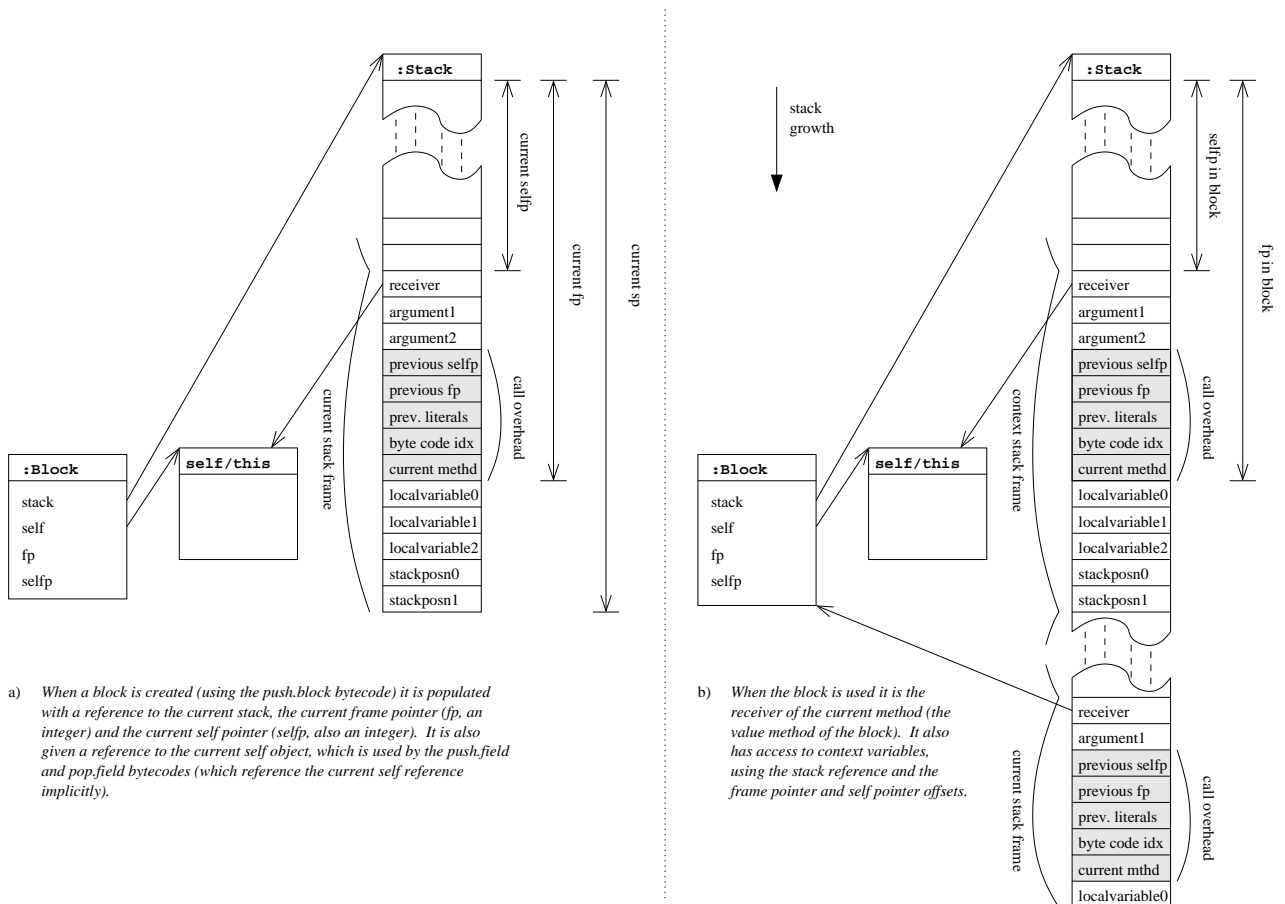 :Stack
current selfp
current fp
current sp
receiver
argument1
argument2
previous selfp
previous fp
prev. literals
byte code idx
current methd
localvariable0
localvariable1
localvariable2
stackposn0
stackposn1
call overhead
current stack frame
:Block
stack
self
fp
selfp
self/this
a) When a block is created (using the push.block bytecode) it is populated
with a reference to the current stack, the current frame pointer (fp, an
integer) and the current self pointer (selfp, also an integer). It is also
given a reference to the current self object, which is used by the push.field
and pop.field bytecodes (which reference the current self reference
implicitly).
stack
growth
:Stack
selfp in block
fp in block
receiver
argument1
argument2
previous selfp
previous fp
prev. literals
byte code idx
current methd
localvariable0
localvariable1
localvariable2
stackposn0
stackposn1
call overhead
context stack frame
:Block
stack
self
fp
selfp
self/this
b) When the block is used it is the
receiver of the current method (the
value method of the block). It also
has access to context variables,
using the stack reference and the
frame pointer and self pointer offsets.
receiver
argument1
previous selfp
previous fp
prev. literals
byte code idx
current mthd
localvariable0
call overhead
current stack frame